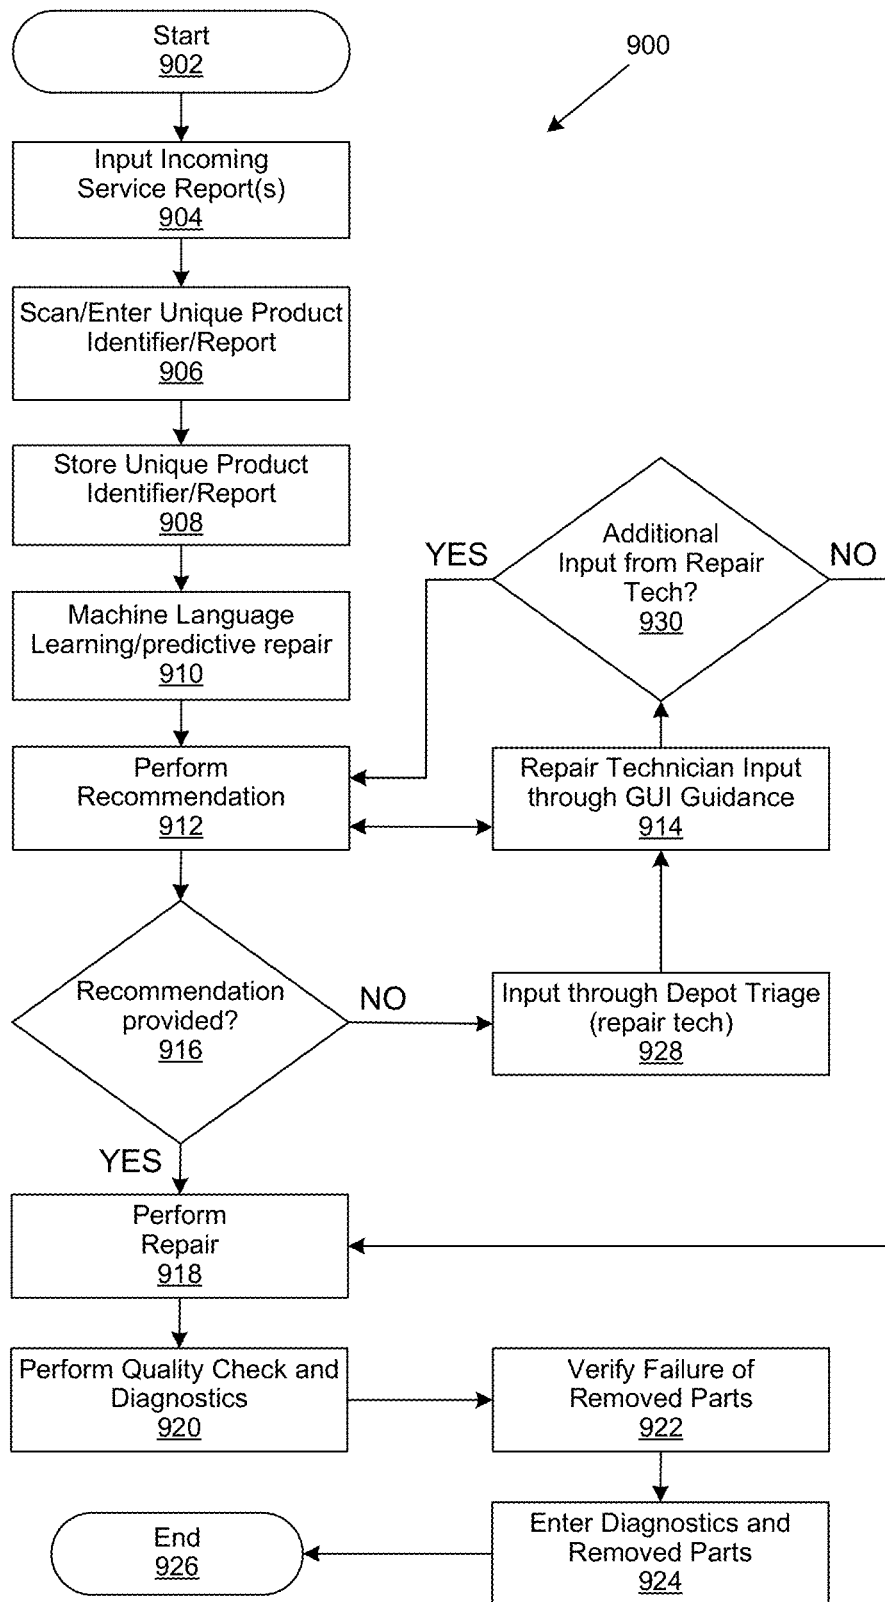 Start
902
900
Input Incoming
Service Report(s)
904
Scan/Enter Unique Product
Identifier/Report
906
Store Unique Product
Identifier/Report
908
Machine Language
Learning/predictive repair
910
Perform
Recommendation
912
YES
Additional
Input from Repair
Tech?
930
NO
Repair Technician Input
through GUI Guidance
914
Recommendation
provided?
916
NO
Input through Depot Triage
(repair tech)
928
YES
Perform
Repair
918
Perform Quality Check and
Diagnostics
920
Verify Failure of
Removed Parts
922
Enter Diagnostics and
Removed Parts
924
End
926